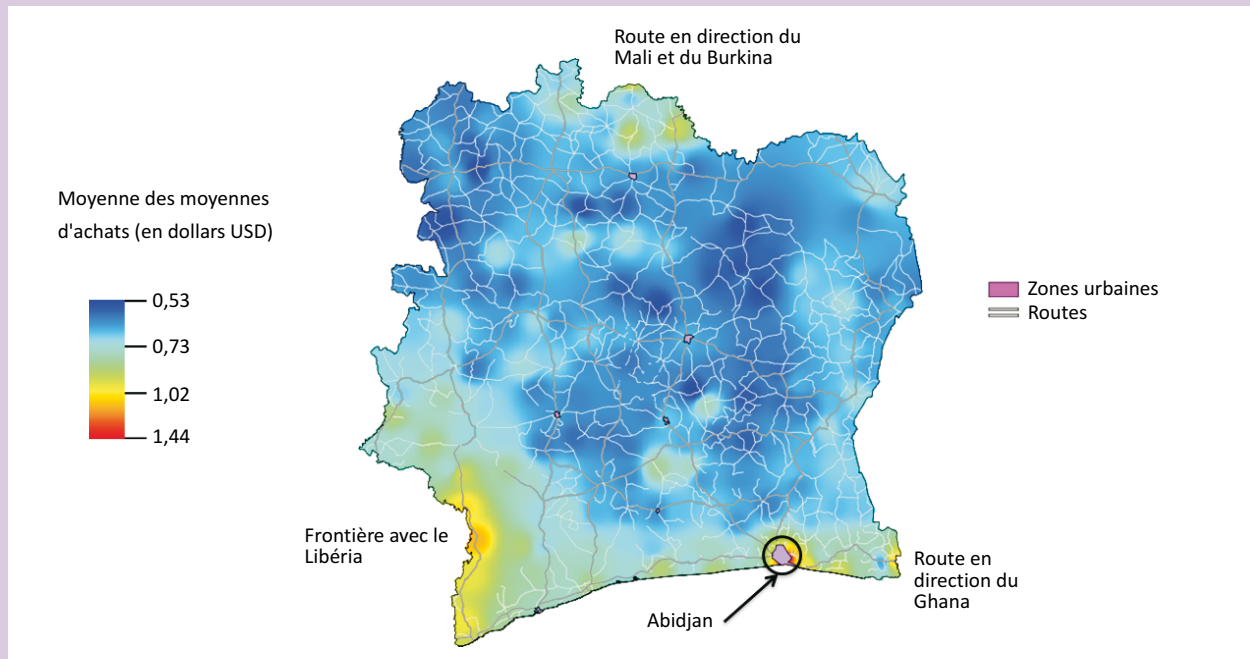 Route en direction du
Mali et du Burkina
Moyenne des moyennes
d'achats (en dollars USD)
0,53
0,73
1,02
1,44
Zones urbaines
Routes
Frontière avec le
Libéria
Route en
direction du
Ghana
Abidjan